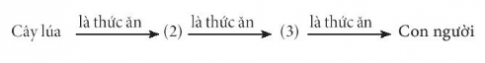 Cây lúa là thức ăn (2) là thức ăn (3) là thức ăn Con người